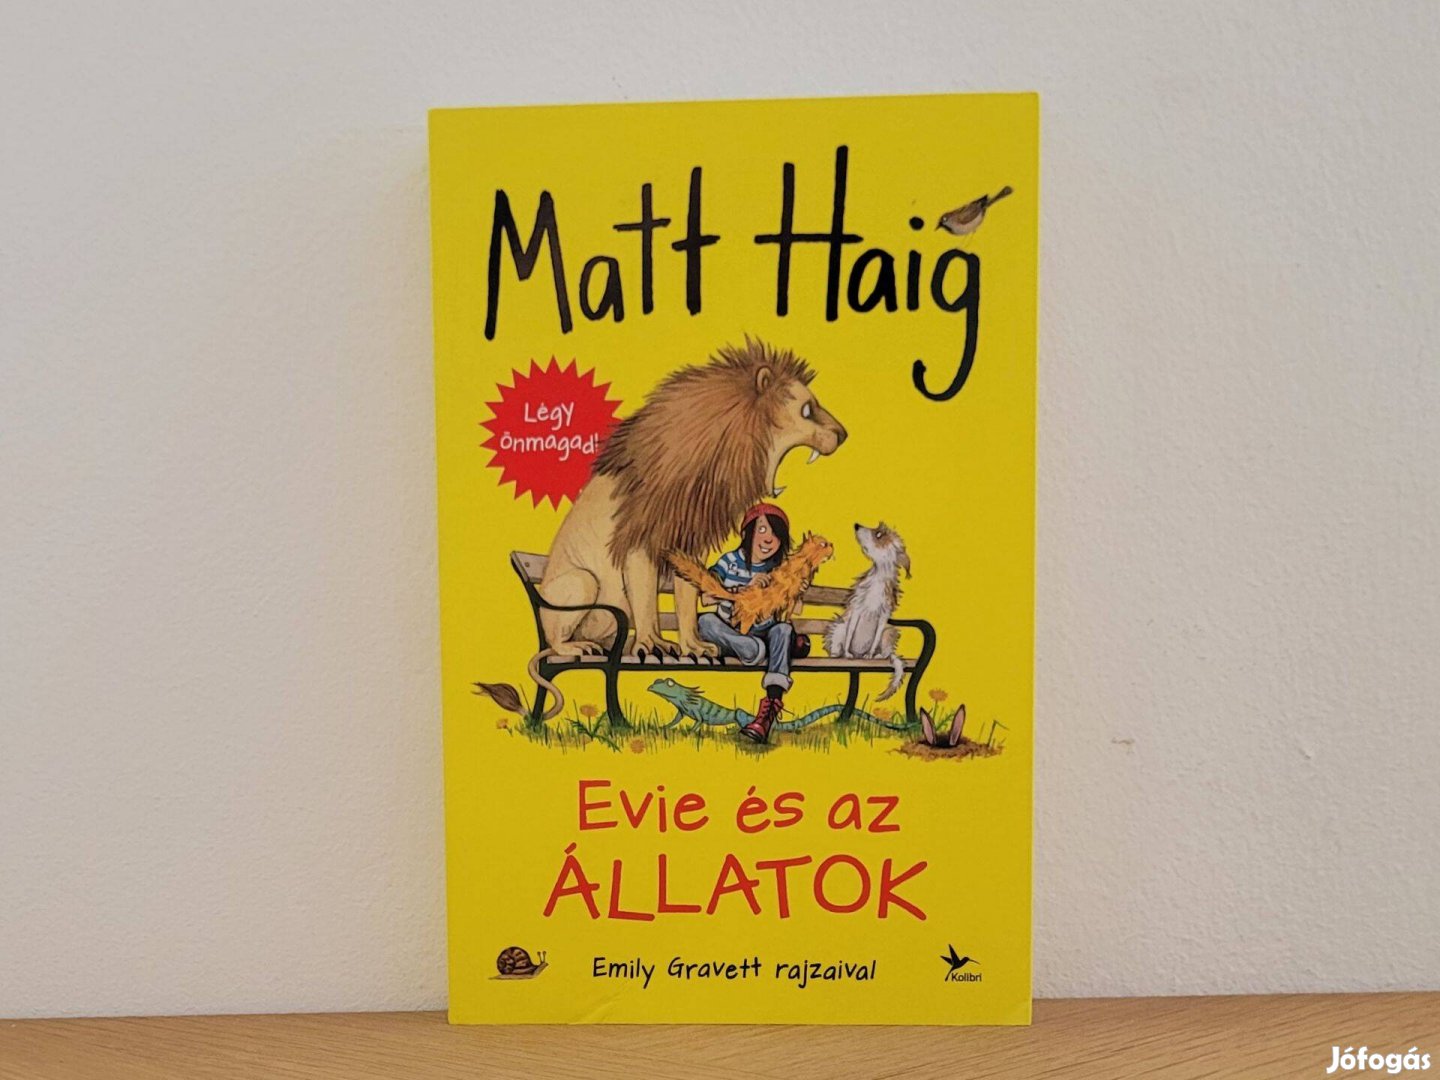 Matt Haig
Légy
önmagad!
Evie és az
ÁLLATOK
Emily Gravett rajzaival
Kolibri
Jófogás